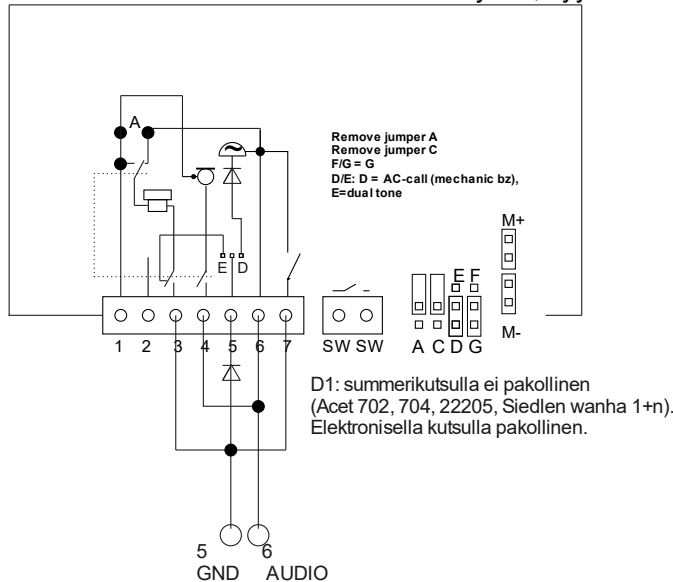 A
Remove jumper A
Remove jumper C
F/G = G
D/E: D = AC-call (mechanic bz),
E=dual tone
M+
E D
E F
1 2 3 4 5 6 7
SW SW
A C D G
M-
D1: summerikutsulla ei pakollinen
(Acet 702, 704, 22205, Siedlen wanha 1+n).
Elektronisella kutsulla pakollinen.
5 6
GND AUDIO